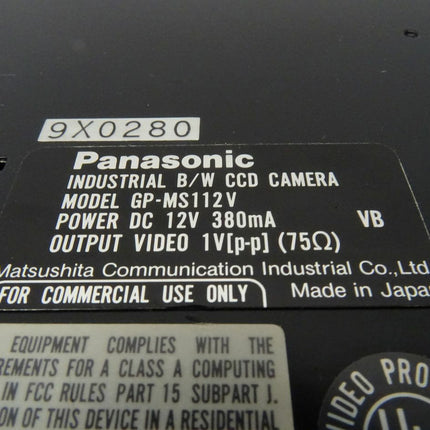 9X0280
Panasonic
INDUSTRIAL B/W CCD CAMERA
MODEL GP-MS112V
POWER DC 12V 380mA VB
OUTPUT VIDEO 1V[p-p] (75Ω)
Matsushita Communication Industrial Co.,Ltd.
FOR COMMERCIAL USE ONLY Made in Japan
EQUIPMENT COMPLIES WITH THE
REMENTS FOR A CLASS A COMPUTING
IN FCC RULES PART 15 SUBPART J.
ION OF THIS DEVICE IN A RESIDENTIAL
VIDEO PRO